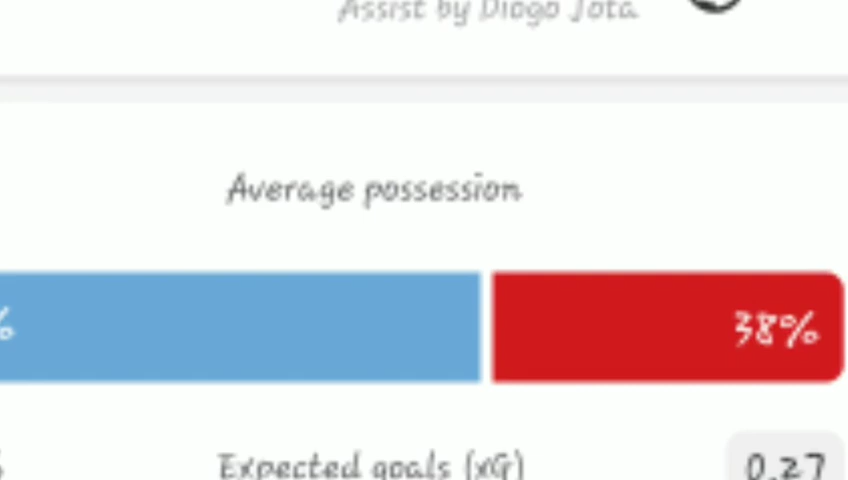 Assist by Diogo Jota
Average possession
% 38%
Expected goals (xG) 0.27